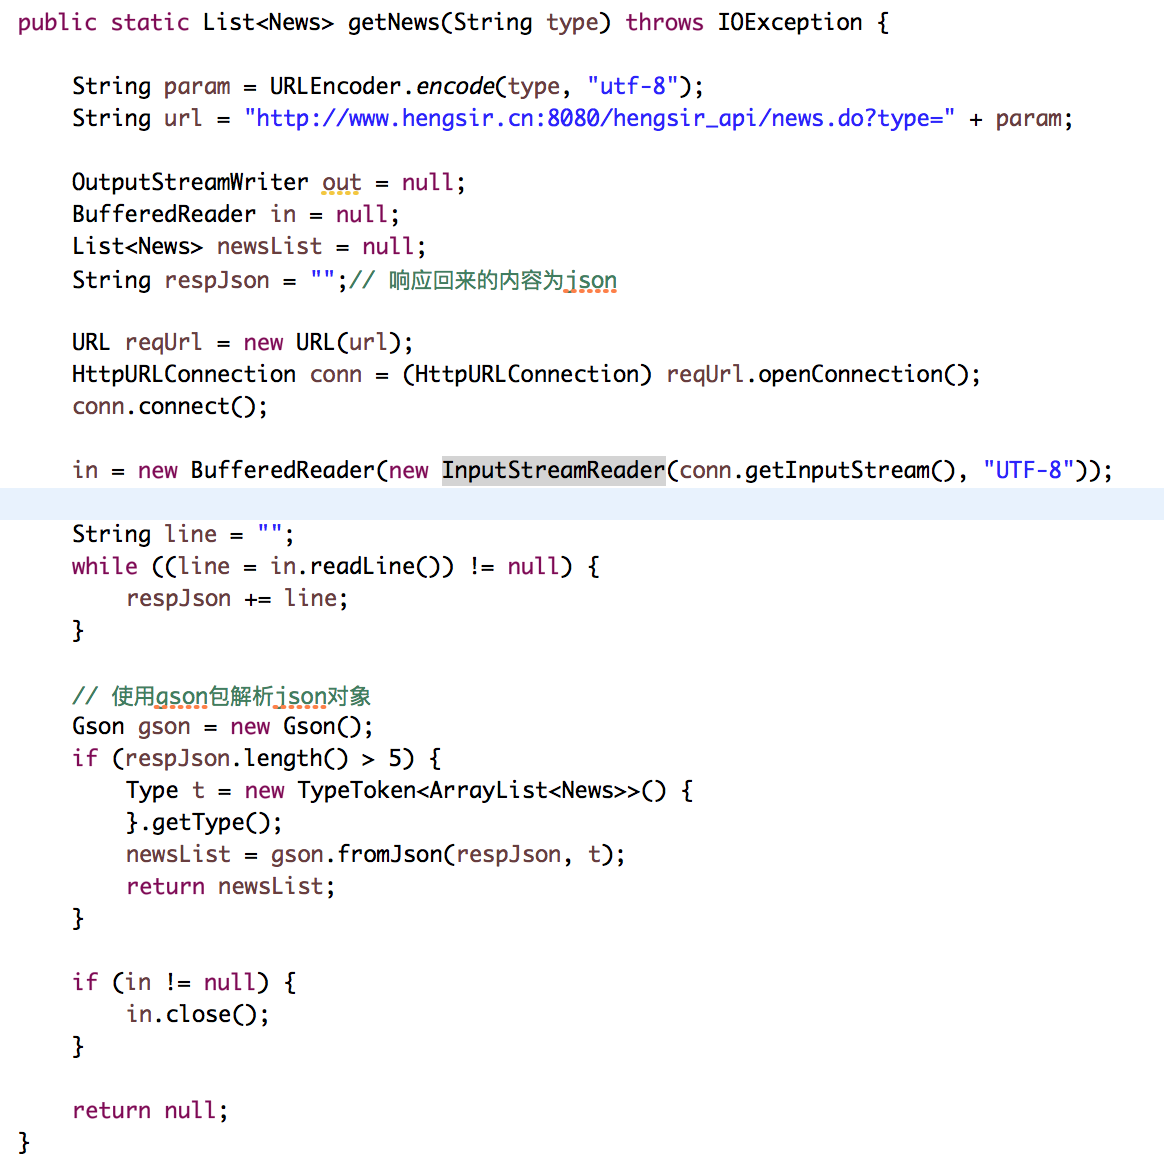 public static List<News> getNews(String type) throws IOException {
String param = URLEncoder.encode(type, "utf-8");
String url = "http://www.hengsir.cn:8080/hengsir_api/news.do?type=" + param;
OutputStreamWriter out = null;
BufferedReader in = null;
List<News> newsList = null;
String respJson = "";// 响应回来的内容为json
URL reqUrl = new URL(url);
HttpURLConnection conn = (HttpURLConnection) reqUrl.openConnection();
conn.connect();
in = new BufferedReader(new InputStreamReader(conn.getInputStream(), "UTF-8"));
String line = "";
while ((line = in.readLine()) != null) {
respJson += line;
}
// 使用gson包解析json对象
Gson gson = new Gson();
if (respJson.length() > 5) {
Type t = new TypeToken<ArrayList<News>>() {
}.getType();
newsList = gson.fromJson(respJson, t);
return newsList;
}
if (in != null) {
in.close();
}
return null;
}